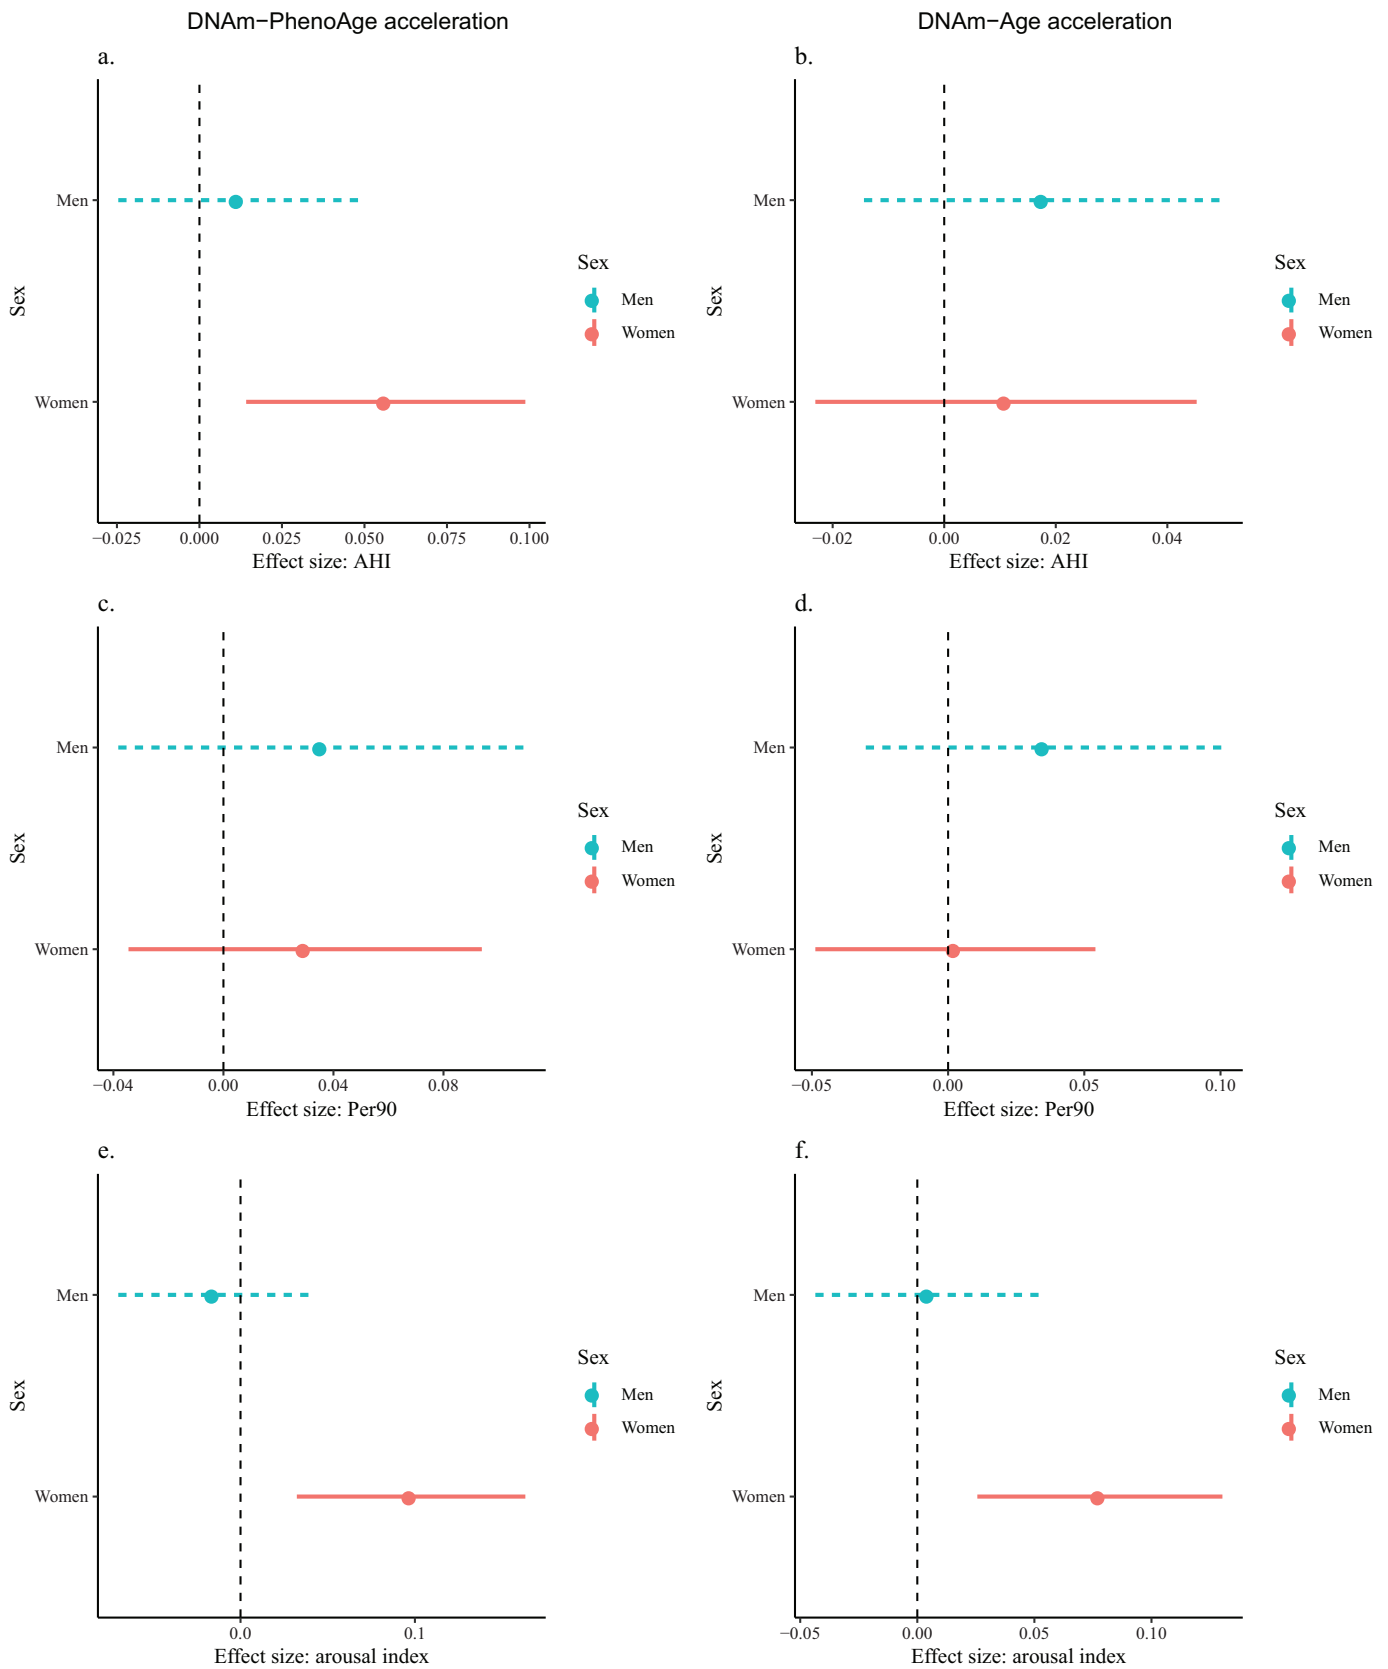 DNAm−PhenoAge acceleration
DNAm−Age acceleration
a.
Men
Women
Sex
−0.025 0.000 0.025 0.050 0.075 0.100
Effect size: AHI
Sex
Men
Women
b.
Men
Women
Sex
−0.02 0.00 0.02 0.04
Effect size: AHI
Sex
Men
Women
c.
Men
Women
Sex
−0.04 0.00 0.04 0.08
Effect size: Per90
Sex
Men
Women
d.
Men
Women
Sex
−0.05 0.00 0.05 0.10
Effect size: Per90
Sex
Men
Women
e.
Men
Women
Sex
0.0 0.1
Effect size: arousal index
Sex
Men
Women
f.
Men
Women
Sex
−0.05 0.00 0.05 0.10
Effect size: arousal index
Sex
Men
Women